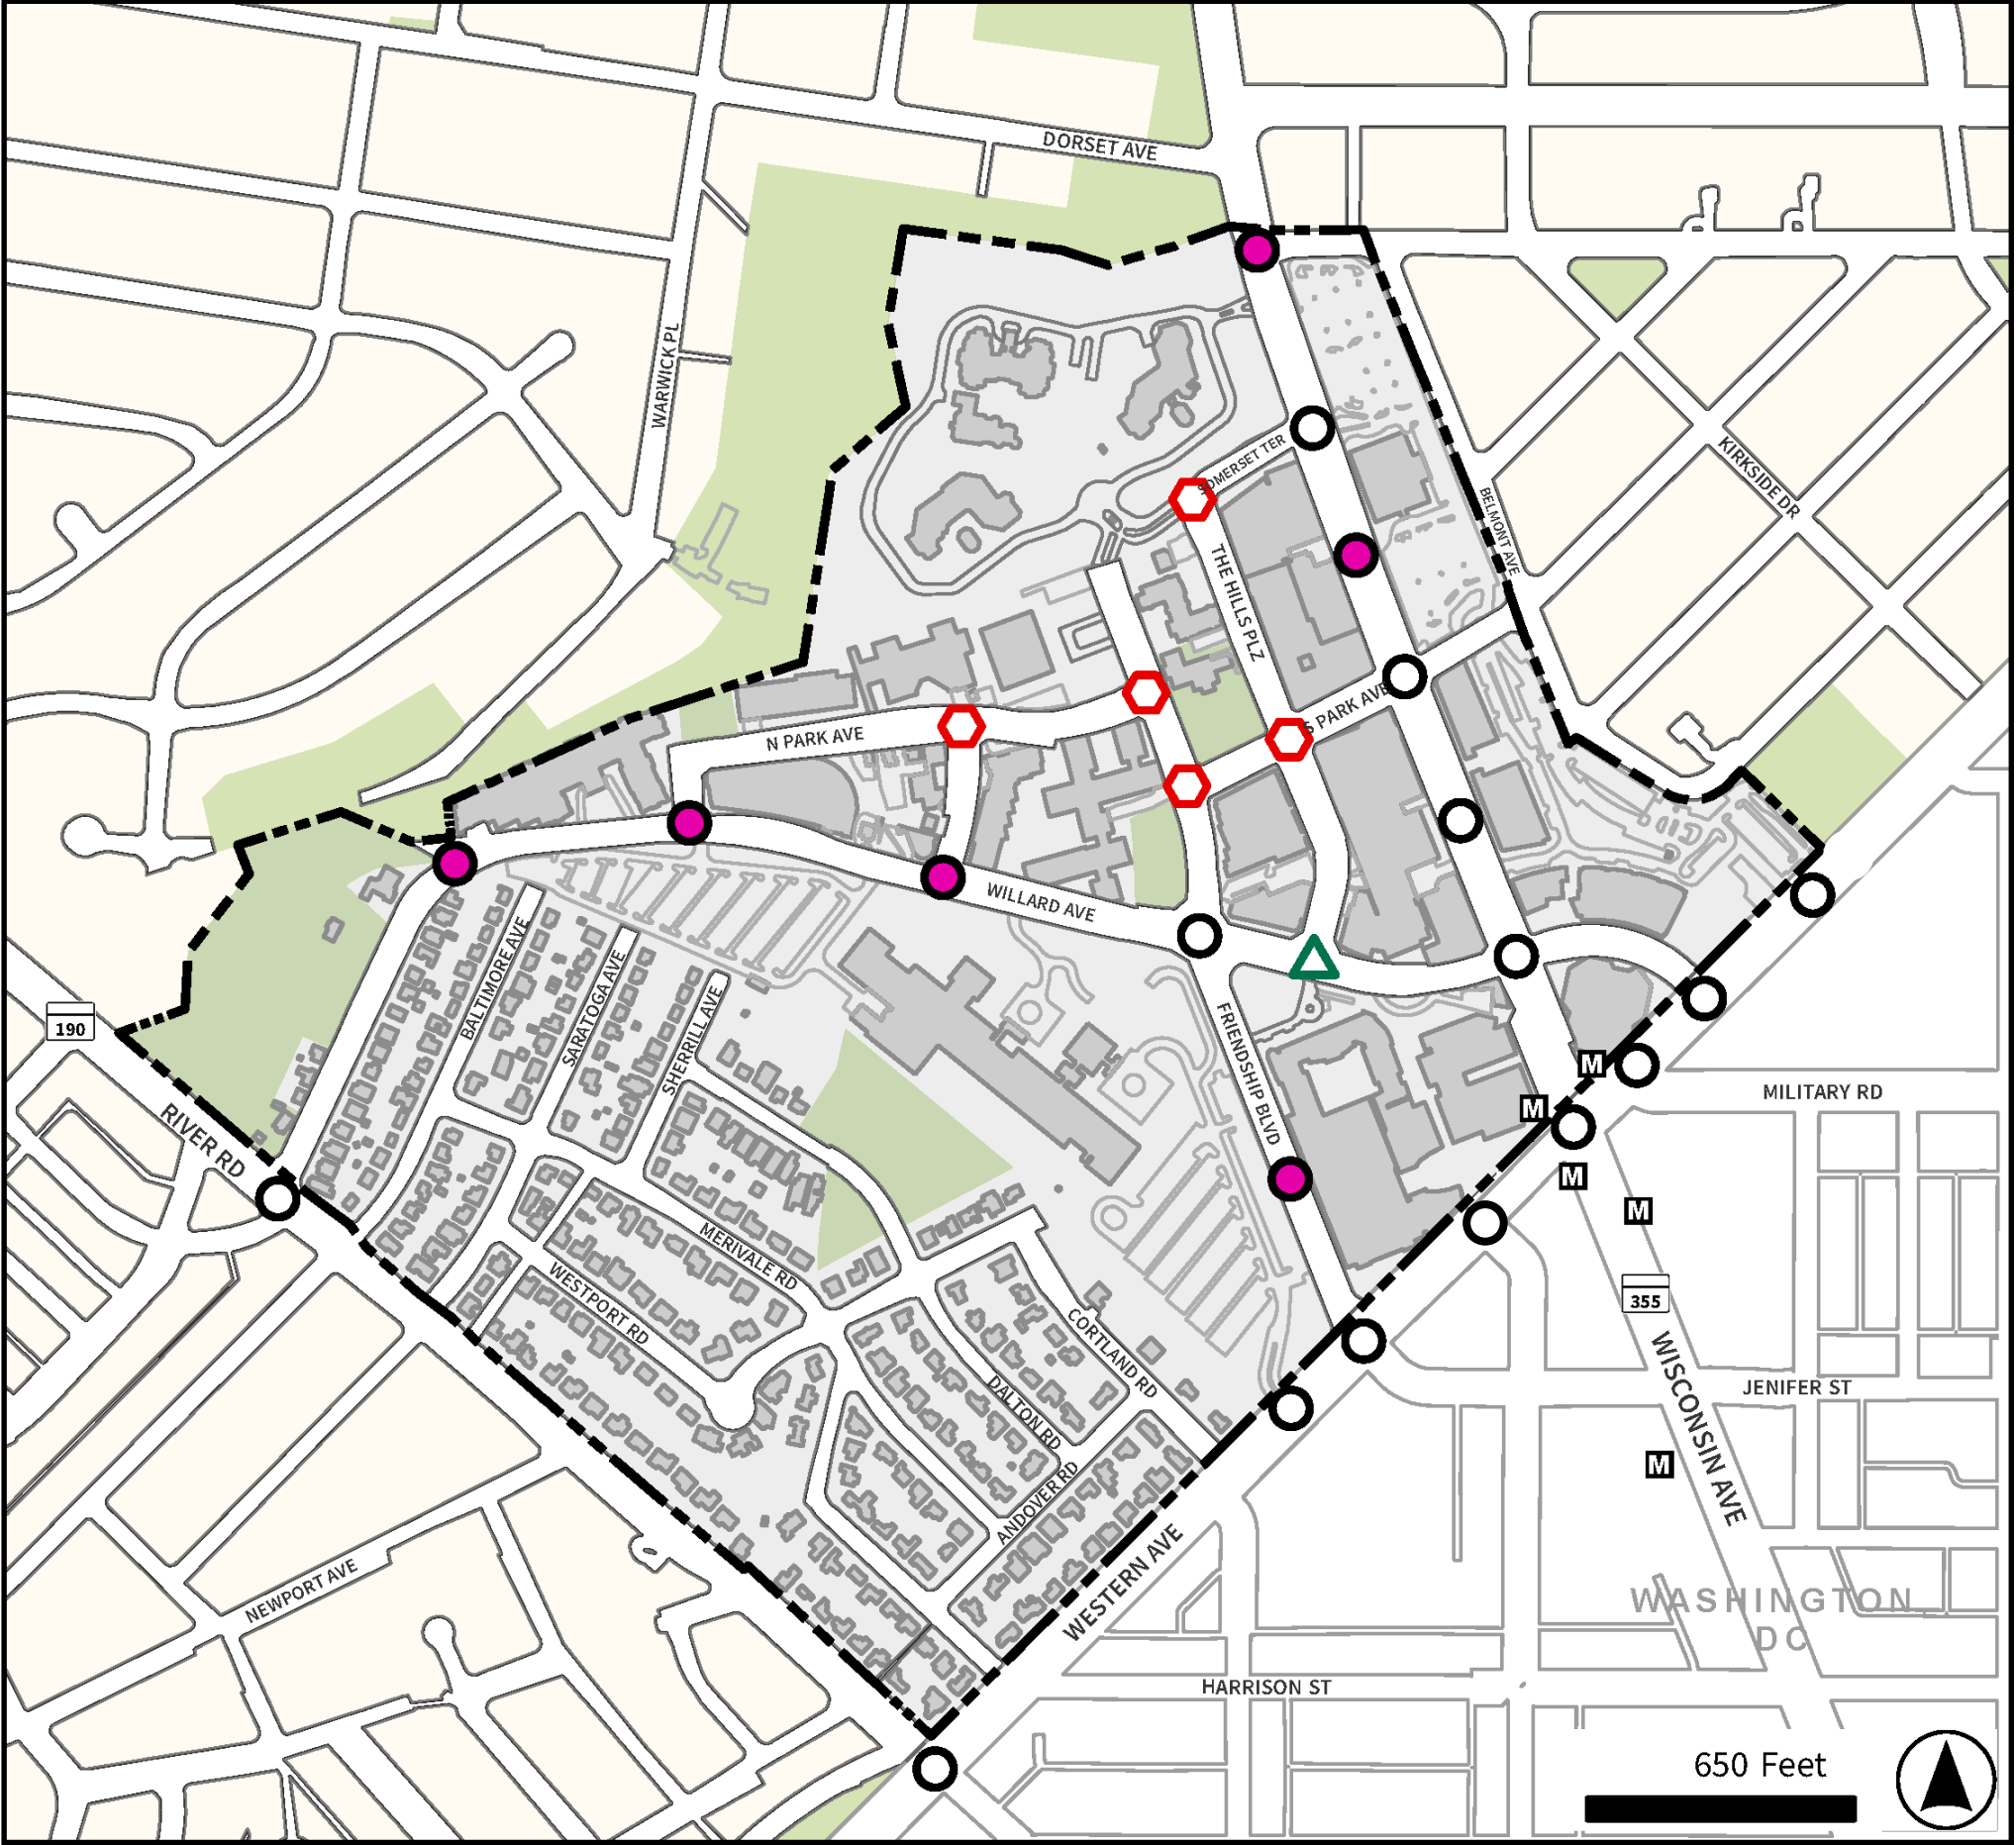 DORSET AVE
WARWICK PL
KIRKSIDE DR
SOMERSET TER
BELMONT AVE
THE HILLS PLZ
S PARK AVE
N PARK AVE
WILLARD AVE
BALTIMORE AVE
SARATOGA AVE
SHERRILL AVE
190
FRIENDSHIP BLVD
M
MILITARY RD
M
RIVER RD
M
M
MERIVALE RD
WESTPORT RD
355
CORTLAND RD
WISCONSIN AVE
JENIFER ST
DALTON RD
M
ANDOVER RD
WESTERN AVE
NEWPORT AVE
WASHINGTON
DC
HARRISON ST
650 Feet